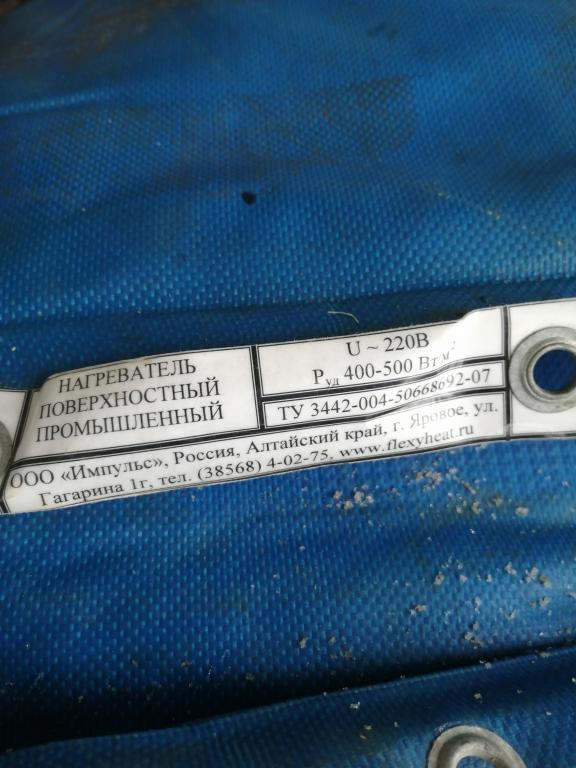 НАГРЕВАТЕЛЬ
ПОВЕРХНОСТНЫЙ
ПРОМЫШЛЕННЫЙ
U ~ 220В
Руд 400-500 Вт/м²
ТУ 3442-004-50668692-07
ООО «Импульс», Россия, Алтайский край, г. Яровое, ул.
Гагарина 1г, тел. (38568) 4-02-75, www.flexyheat.ru